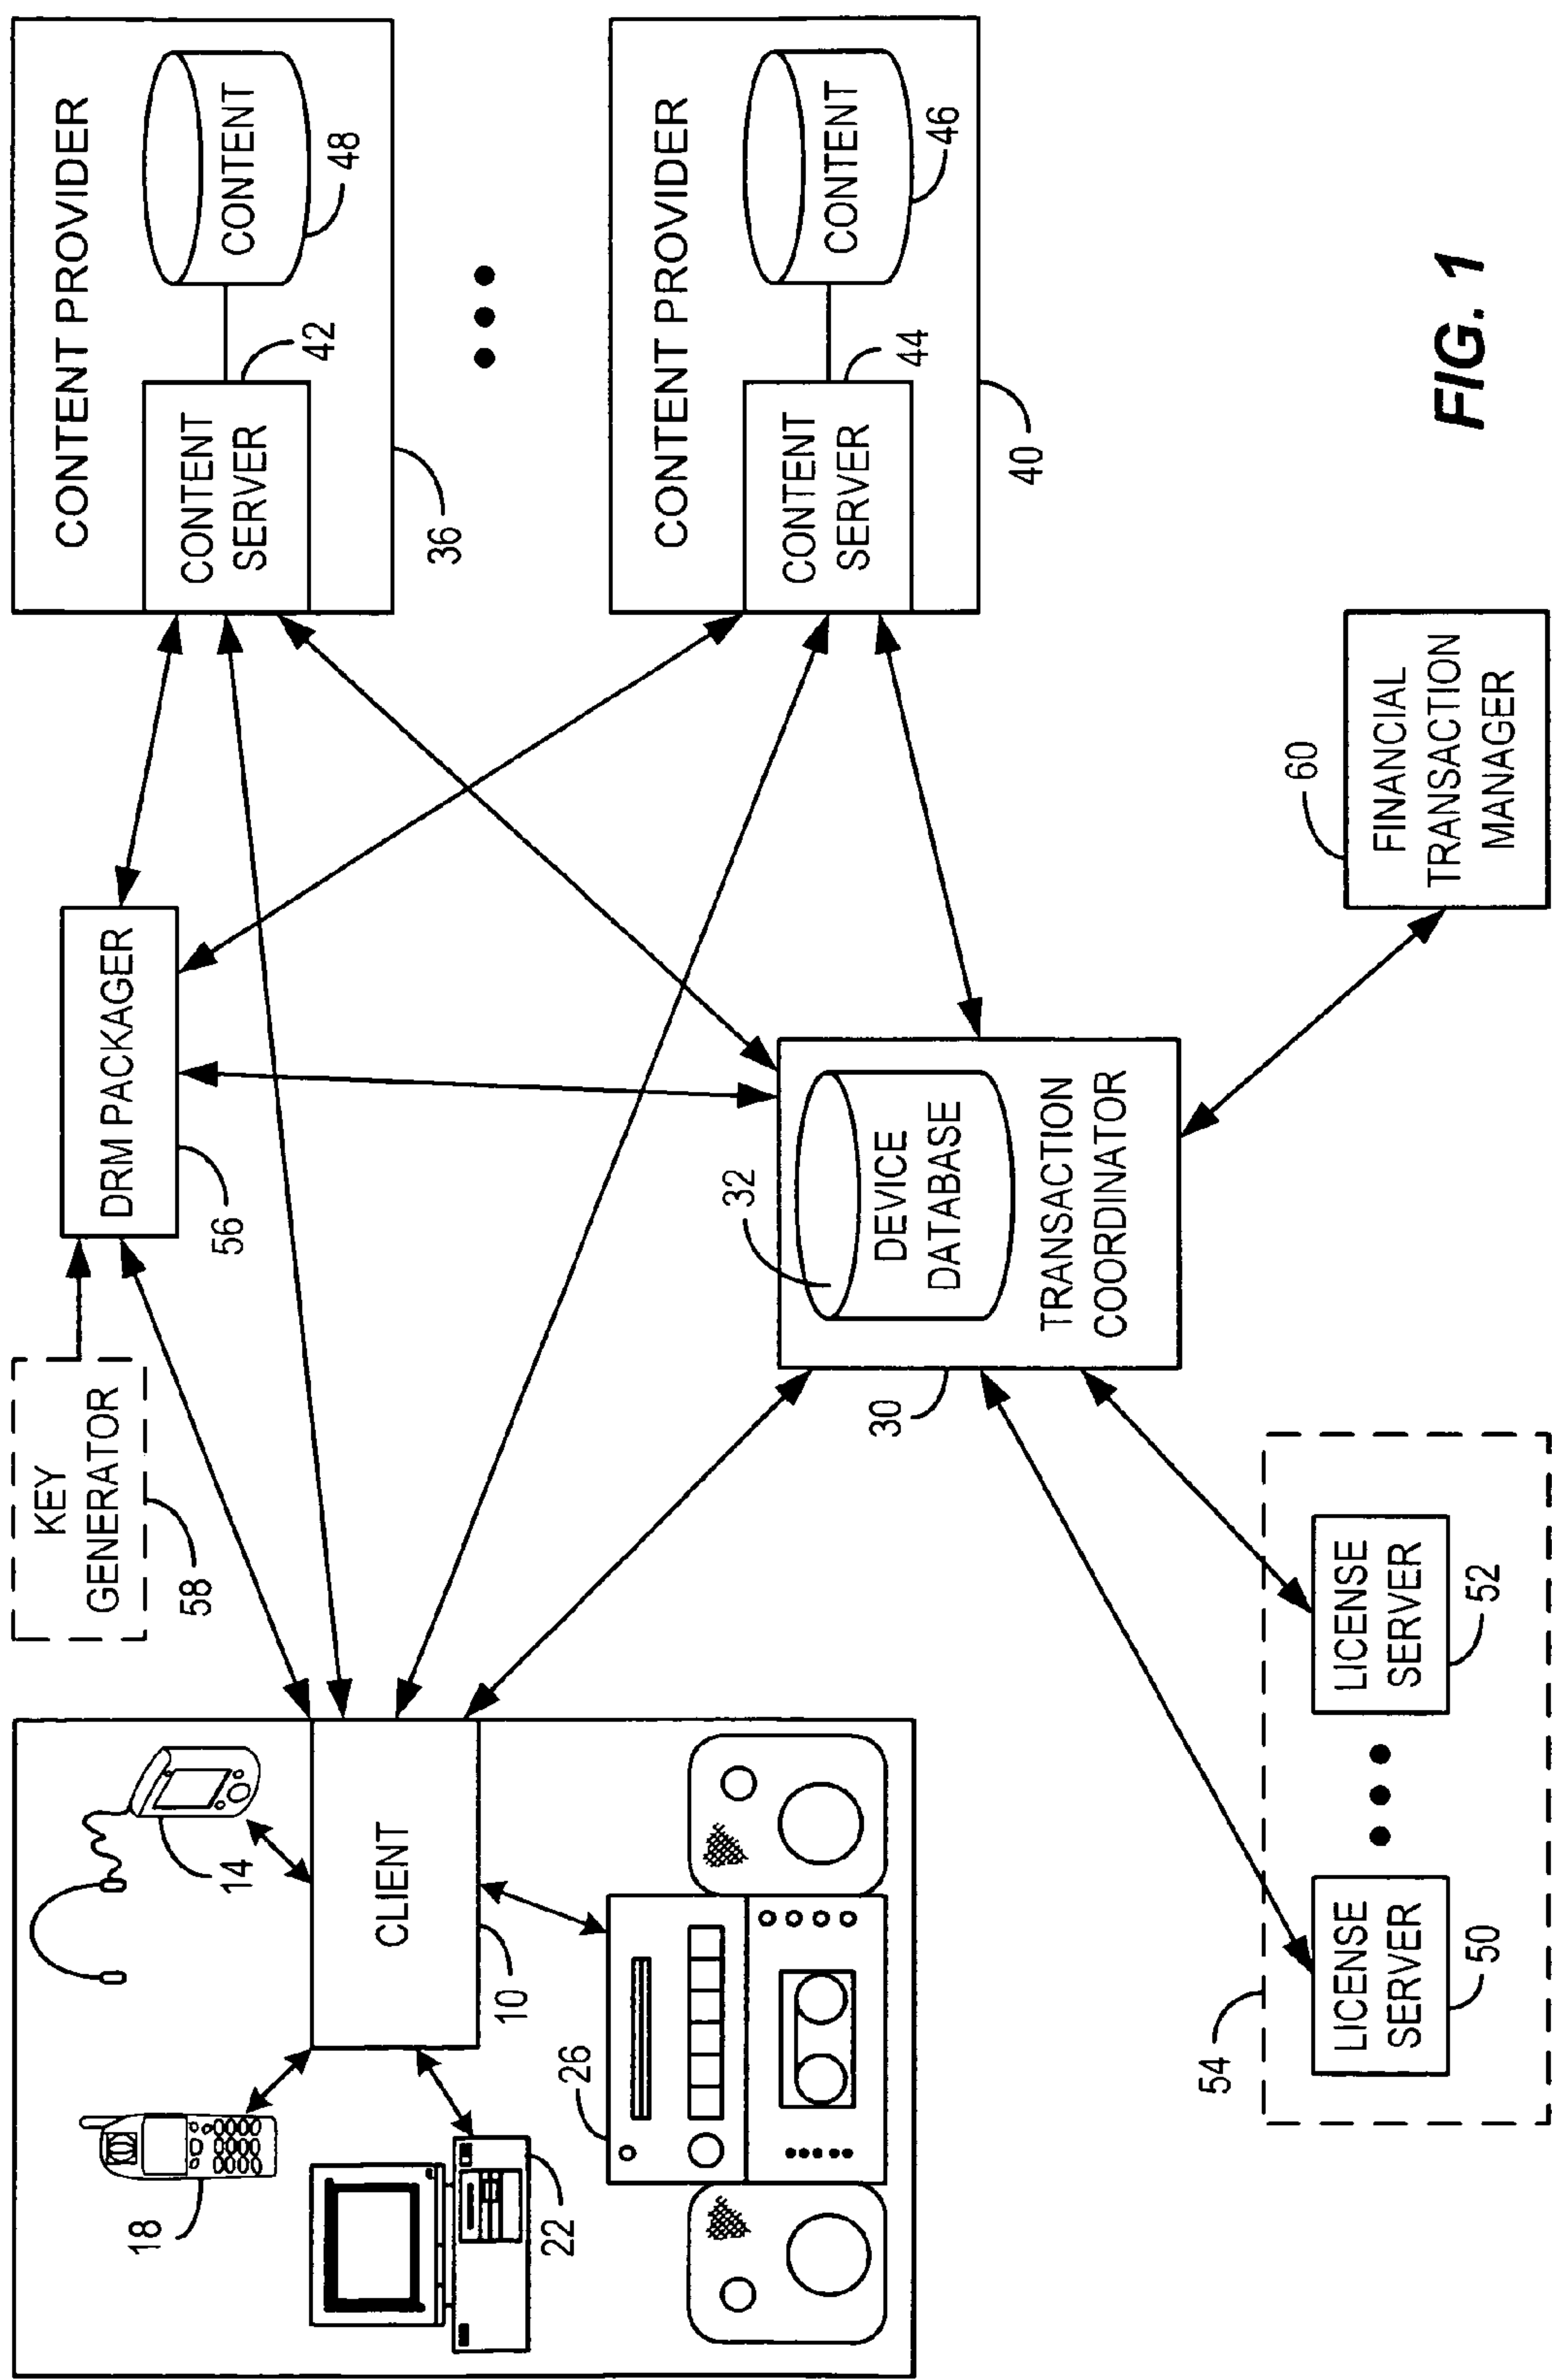 KEY
GENERATOR
58
DRM PACKAGER
56
CONTENT PROVIDER
CONTENT
SERVER
42
CONTENT
48
36
14
18
CLIENT
10
22
26
CONTENT PROVIDER
CONTENT
SERVER
44
CONTENT
46
40
32
DEVICE
DATABASE
TRANSACTION
COORDINATOR
30
54
LICENSE
SERVER
50
LICENSE
SERVER
52
60
FINANCIAL
TRANSACTION
MANAGER
FIG. 1